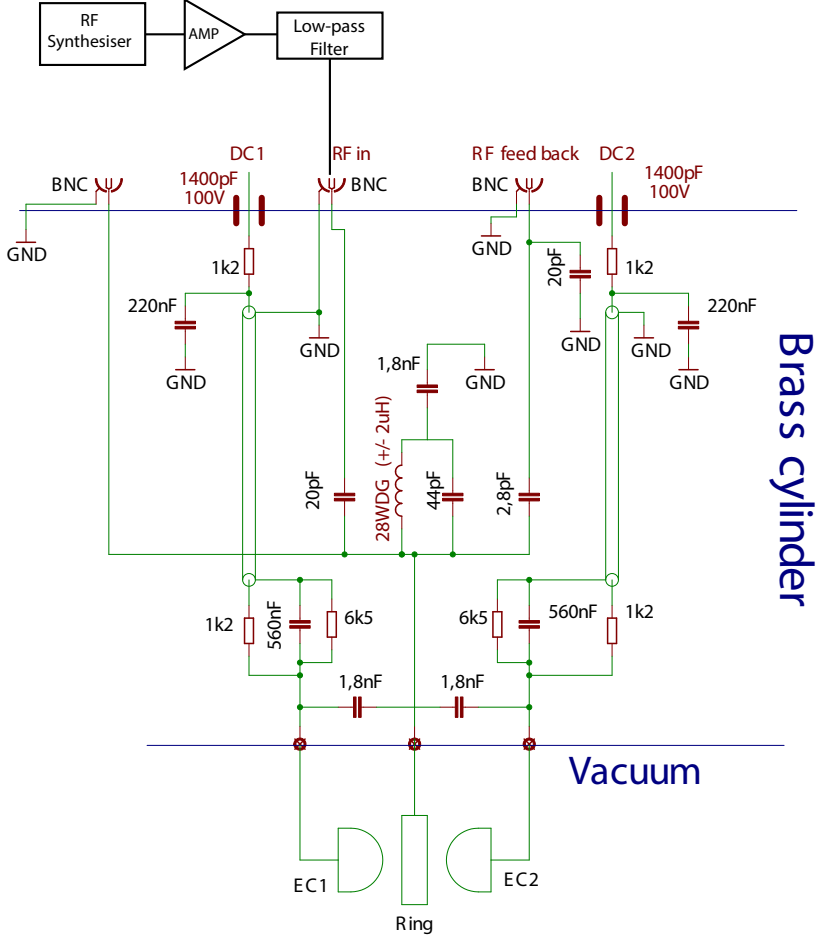 RF
Synthesiser
AMP
Low-pass
Filter
DC1
RF in
RF feed back
DC2
BNC
1400pF
100V
BNC
BNC
1400pF
100V
GND
GND
1k2
20pF
1k2
220nF
220nF
GND
GND
GND
GND
GND
1,8nF
GND
Brass cylinder
20pF
28WDG (+/- 2uH)
44pF
2,8pF
1k2
560nF
6k5
6k5
560nF
1k2
1,8nF
1,8nF
Vacuum
EC1
EC2
Ring